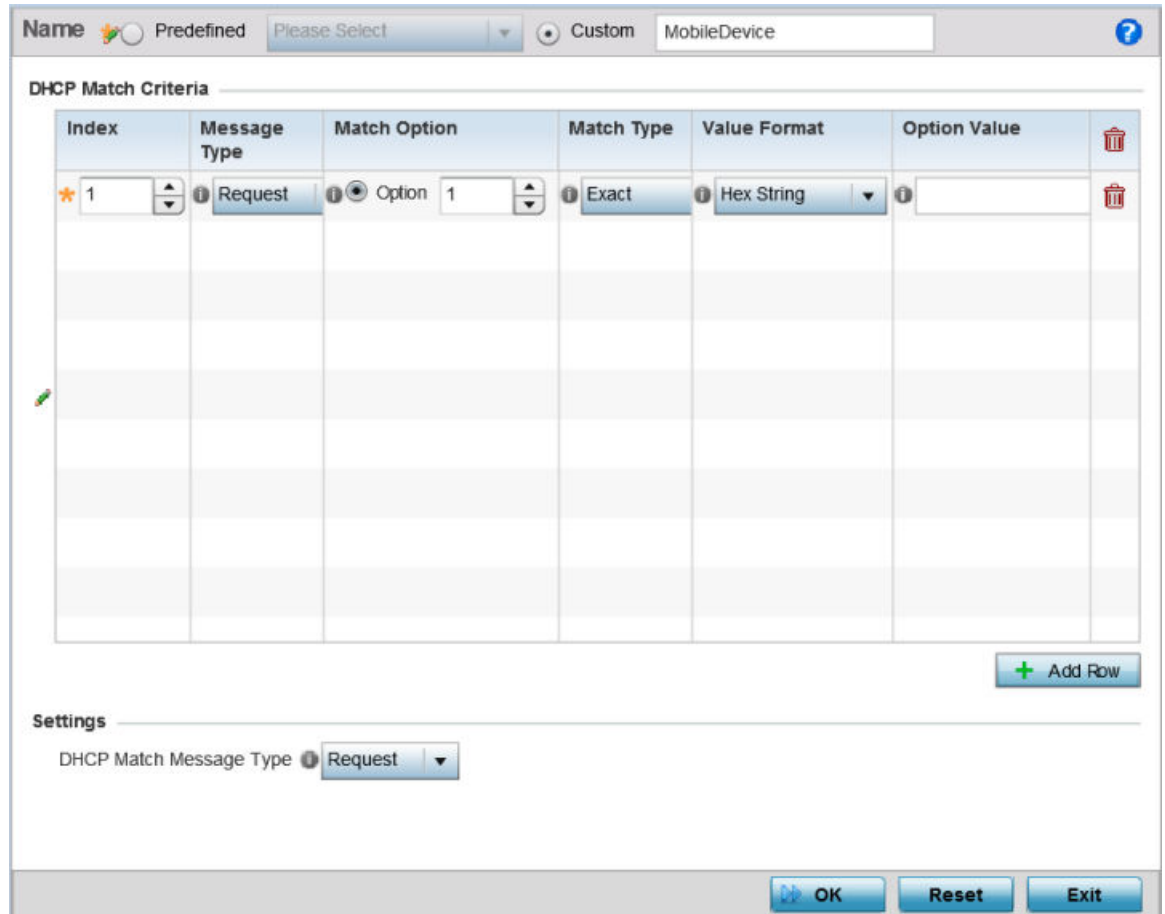 Name Predefined Please Select Custom MobileDevice ?
DHCP Match Criteria
Index Message Type Match Option Match Type Value Format Option Value
1 Request Option 1 Exact Hex String
Add Row
Settings
DHCP Match Message Type Request
OK Reset Exit